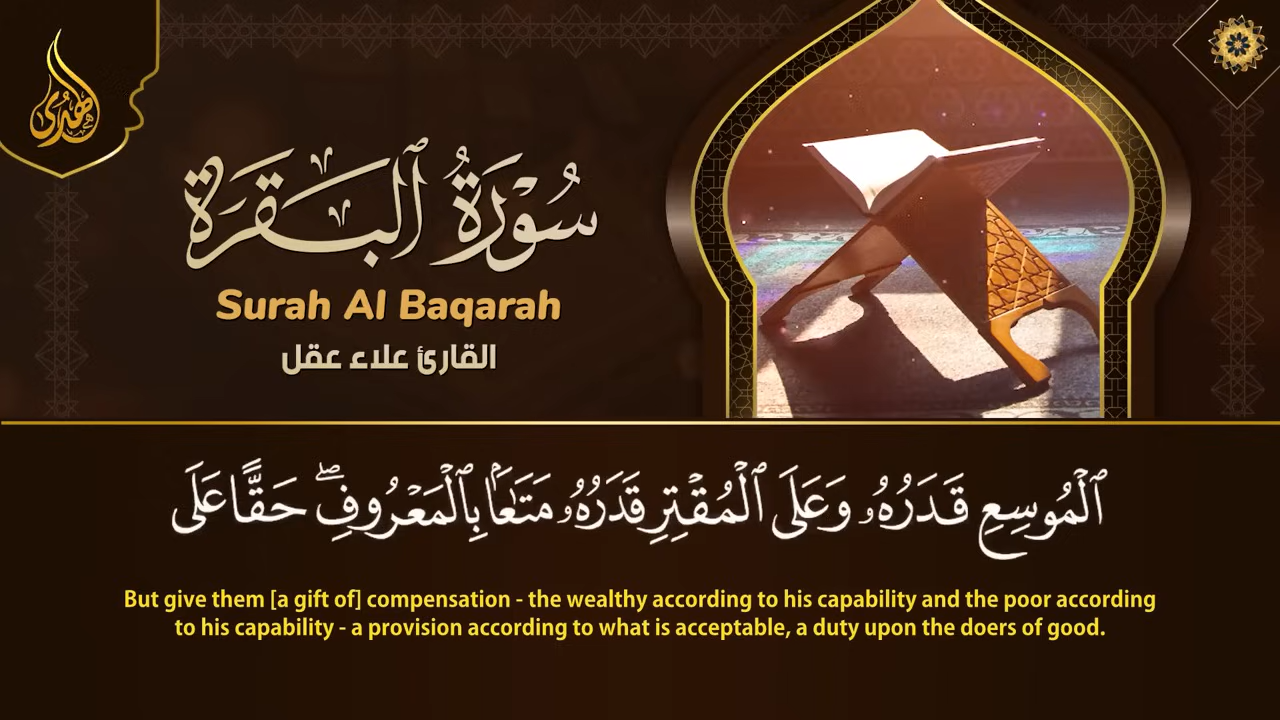 الهدى
سُورَةُ ٱلْبَقَرَة
Surah Al Baqarah
القارئ علاء عقل
ٱلْمُوسِعِ قَدَرُهُۥ وَعَلَى ٱلْمُقْتِرِ قَدَرُهُۥ مَتَٰعَۢا بِٱلْمَعْرُوفِۖ حَقًّا عَلَى
But give them [a gift of] compensation - the wealthy according to his capability and the poor according
to his capability - a provision according to what is acceptable, a duty upon the doers of good.